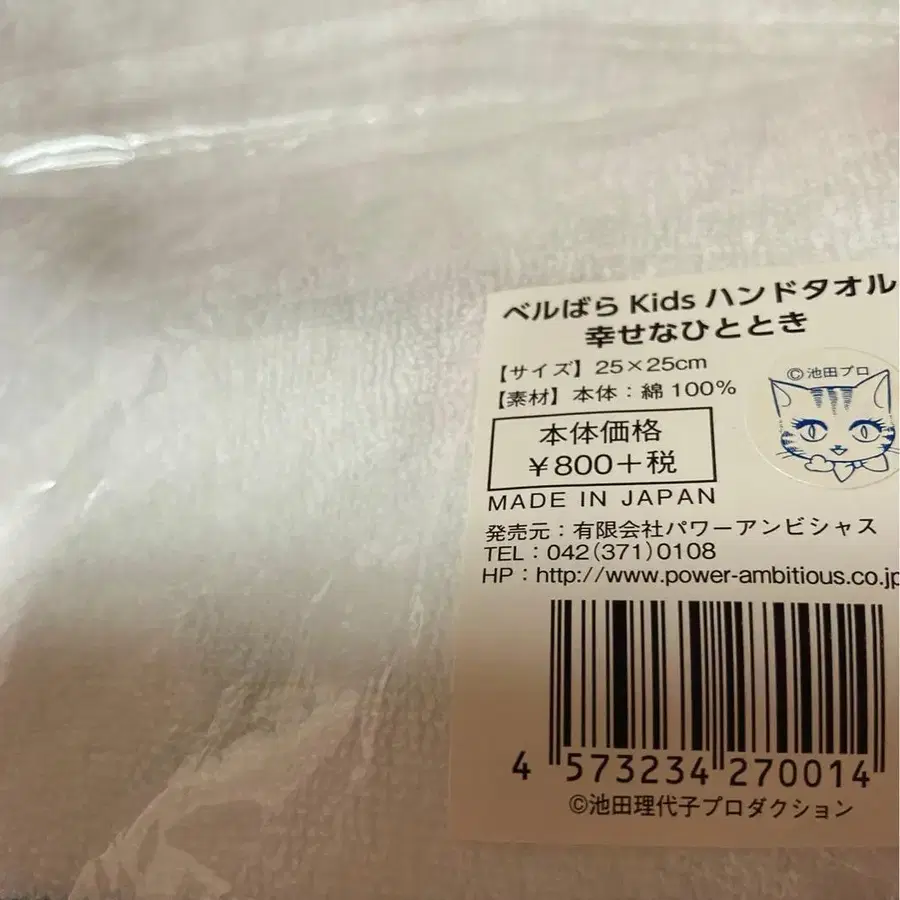 ベルばら Kids ハンドタオル
幸せなひととき
【サイズ】25×25cm
【素材】本体：綿100%
©池田プロ
本体価格
¥800+税
MADE IN JAPAN
発売元：有限会社パワーアンビシャス
TEL：042(371)0108
HP：http://www.power-ambitious.co.jp
4 573234 270014
©池田理代子プロダクション